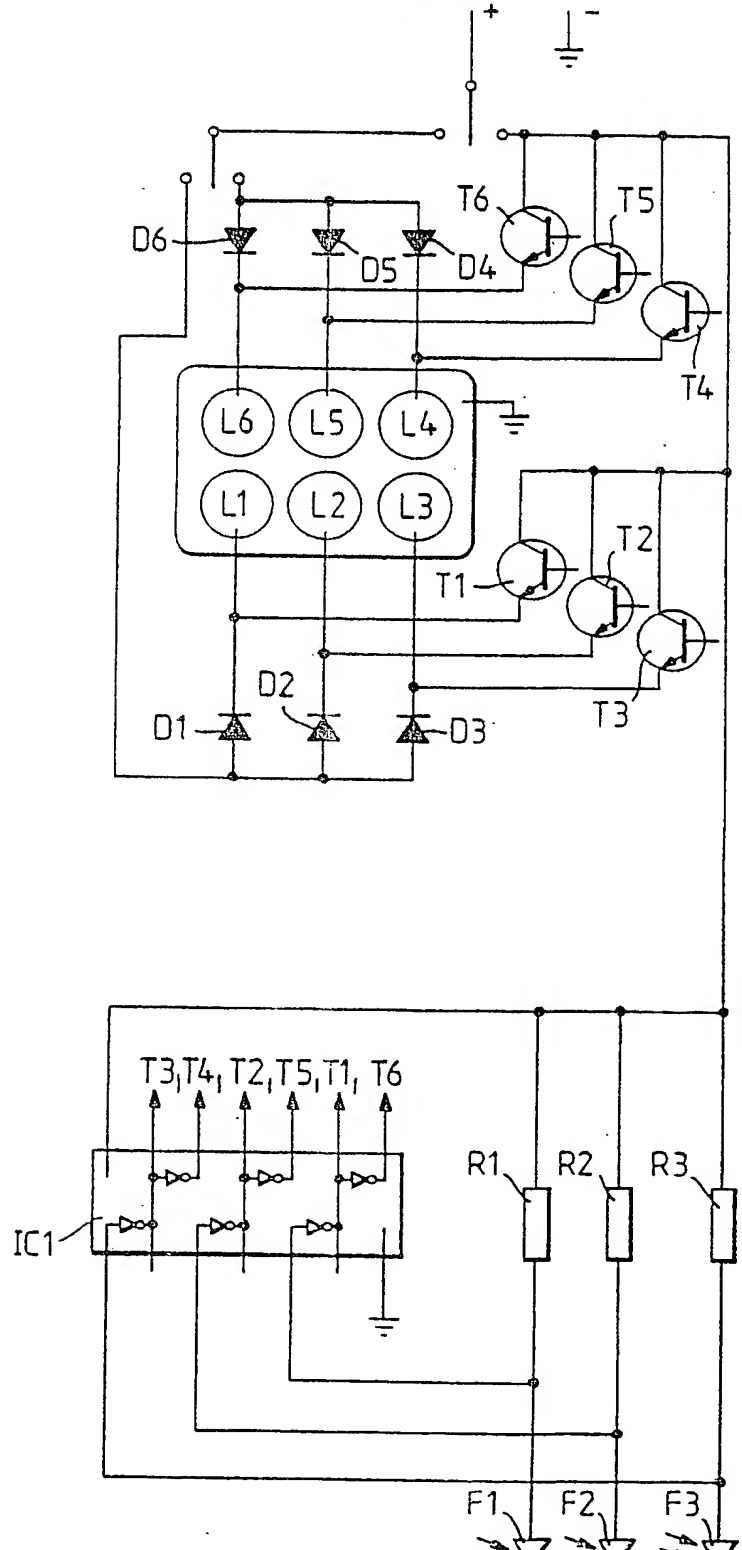 + -
T6
T5
D6
D5
D4
T4
L6 L5 L4
L1 L2 L3
T2
T1
D2
T3
D1
D3
T3, T4, T2, T5, T1, T6
R1 R2 R3
IC1
F1 F2 F3